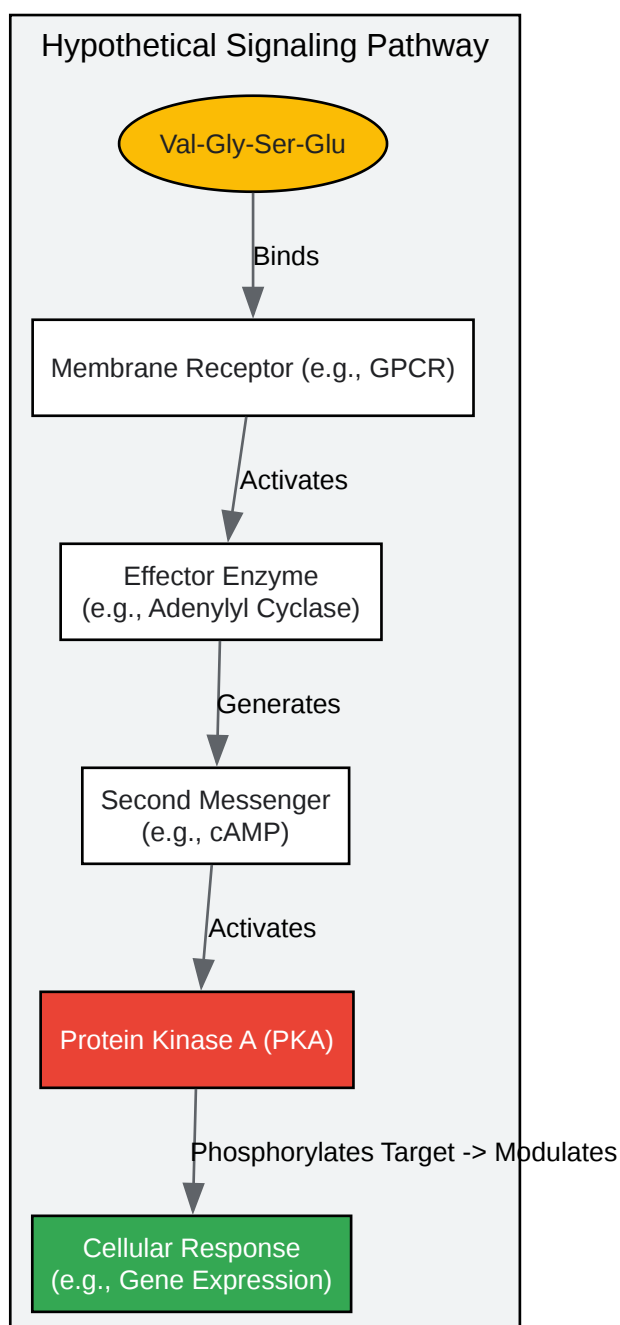 Hypothetical Signaling Pathway
Val-Gly-Ser-Glu
Binds
Membrane Receptor (e.g., GPCR)
Activates
Effector Enzyme
(e.g., Adenylyl Cyclase)
Generates
Second Messenger
(e.g., cAMP)
Activates
Protein Kinase A (PKA)
Phosphorylates Target -> Modulates
Cellular Response
(e.g., Gene Expression)